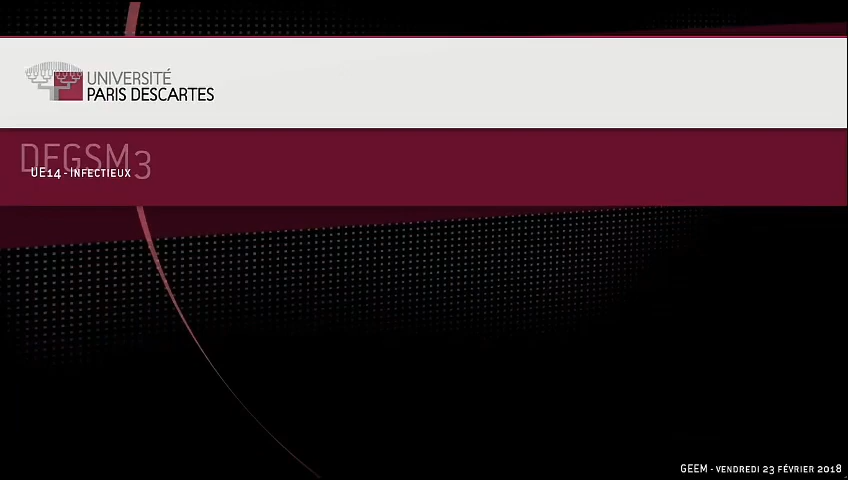 UNIVERSITÉ
PARIS DESCARTES
DFGSM3
UE14 - Infectieux
GEEM - vendredi 23 février 2018